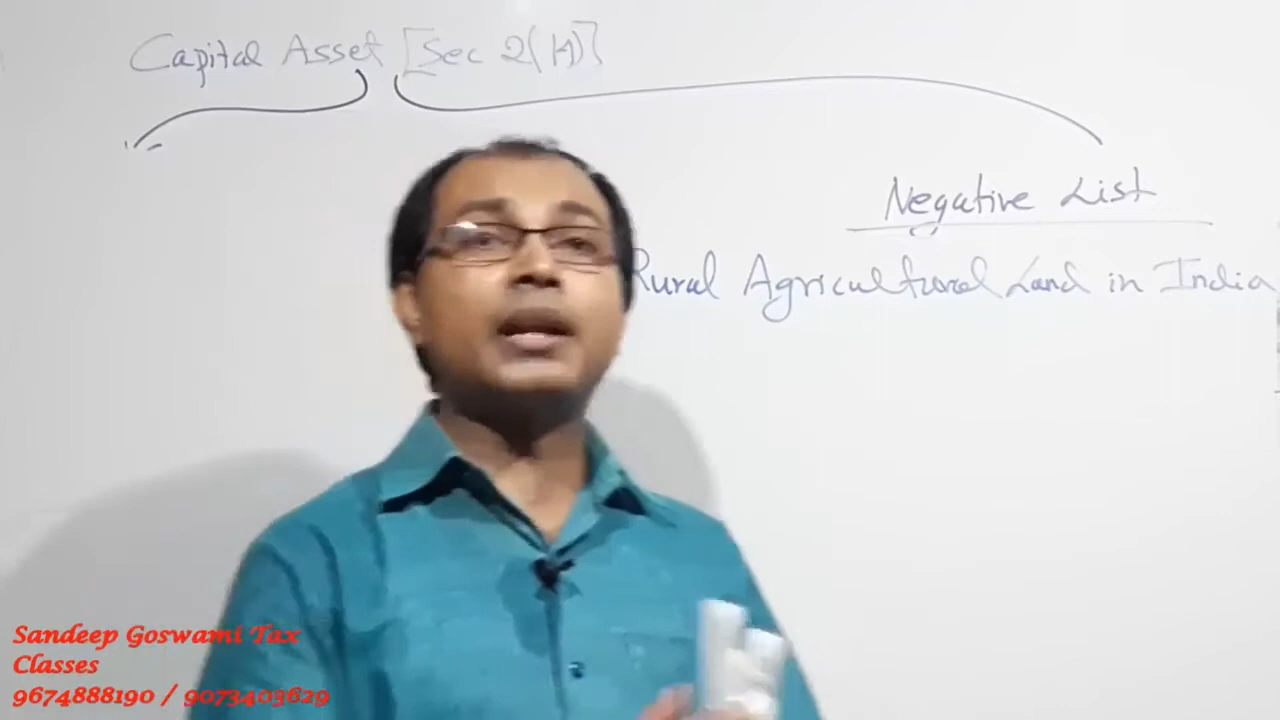 Capital Asset [Sec 2(14)]
Negative List
Rural Agricultural Land in India
Sandeep Goswami Tax
Classes
9674888190 / 9073403629